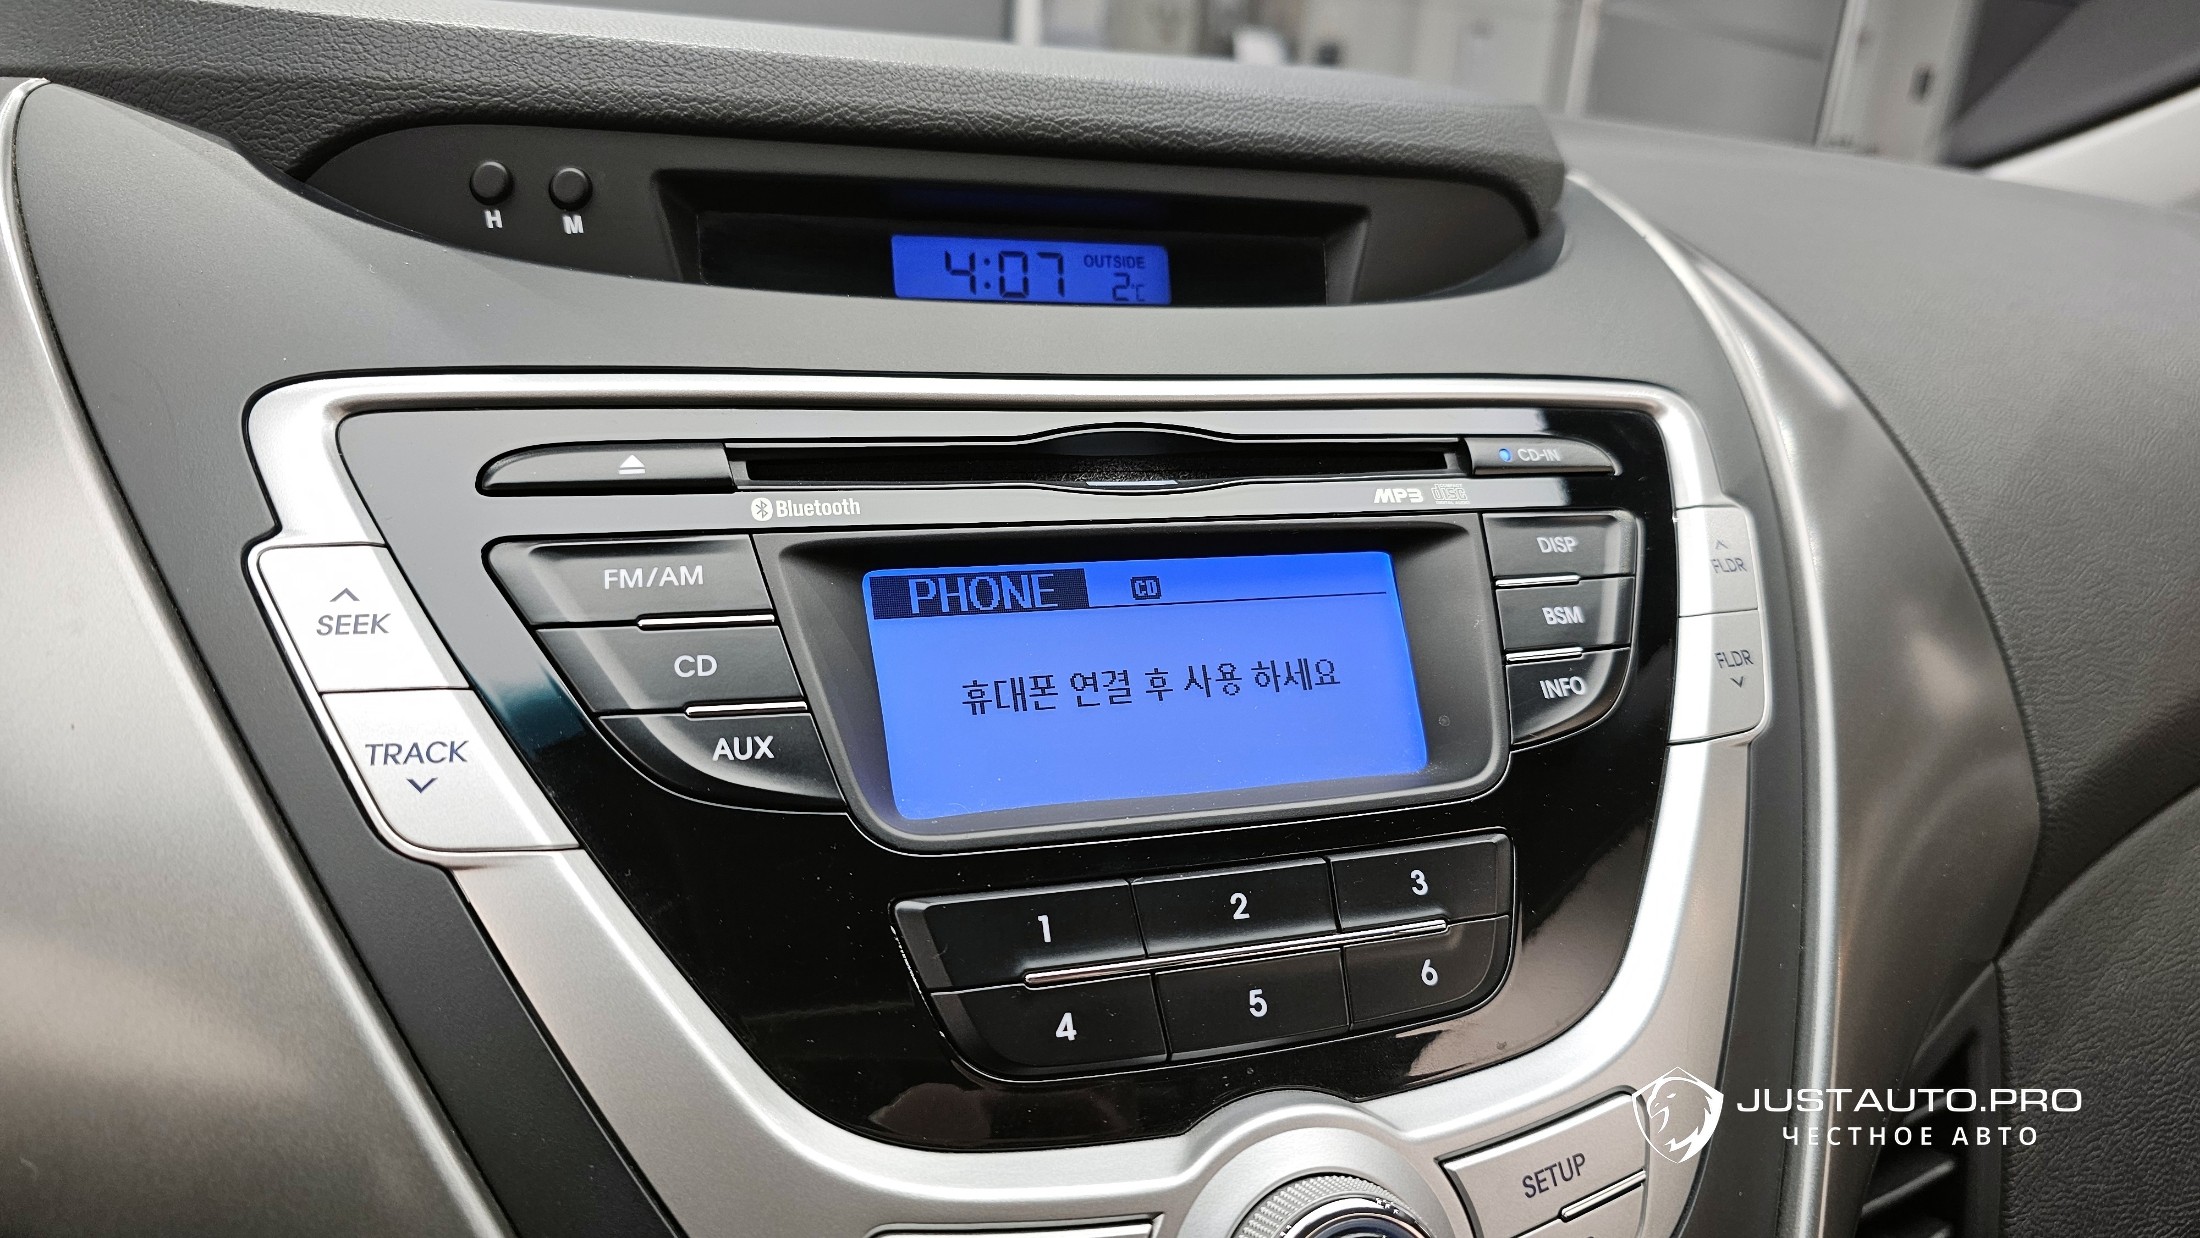 H M
4:07 OUTSIDE 2°C
CD-IN
Bluetooth MP3
DISC
FM/AM
CD
AUX
SEEK
TRACK
PHONE CD
휴대폰 연결 후 사용 하세요
DISP
BSM
INFO
FLDR
FLDR
1 2 3
4 5 6
SETUP
JUSTAUTO.PRO
ЧЕСТНОЕ АВТО